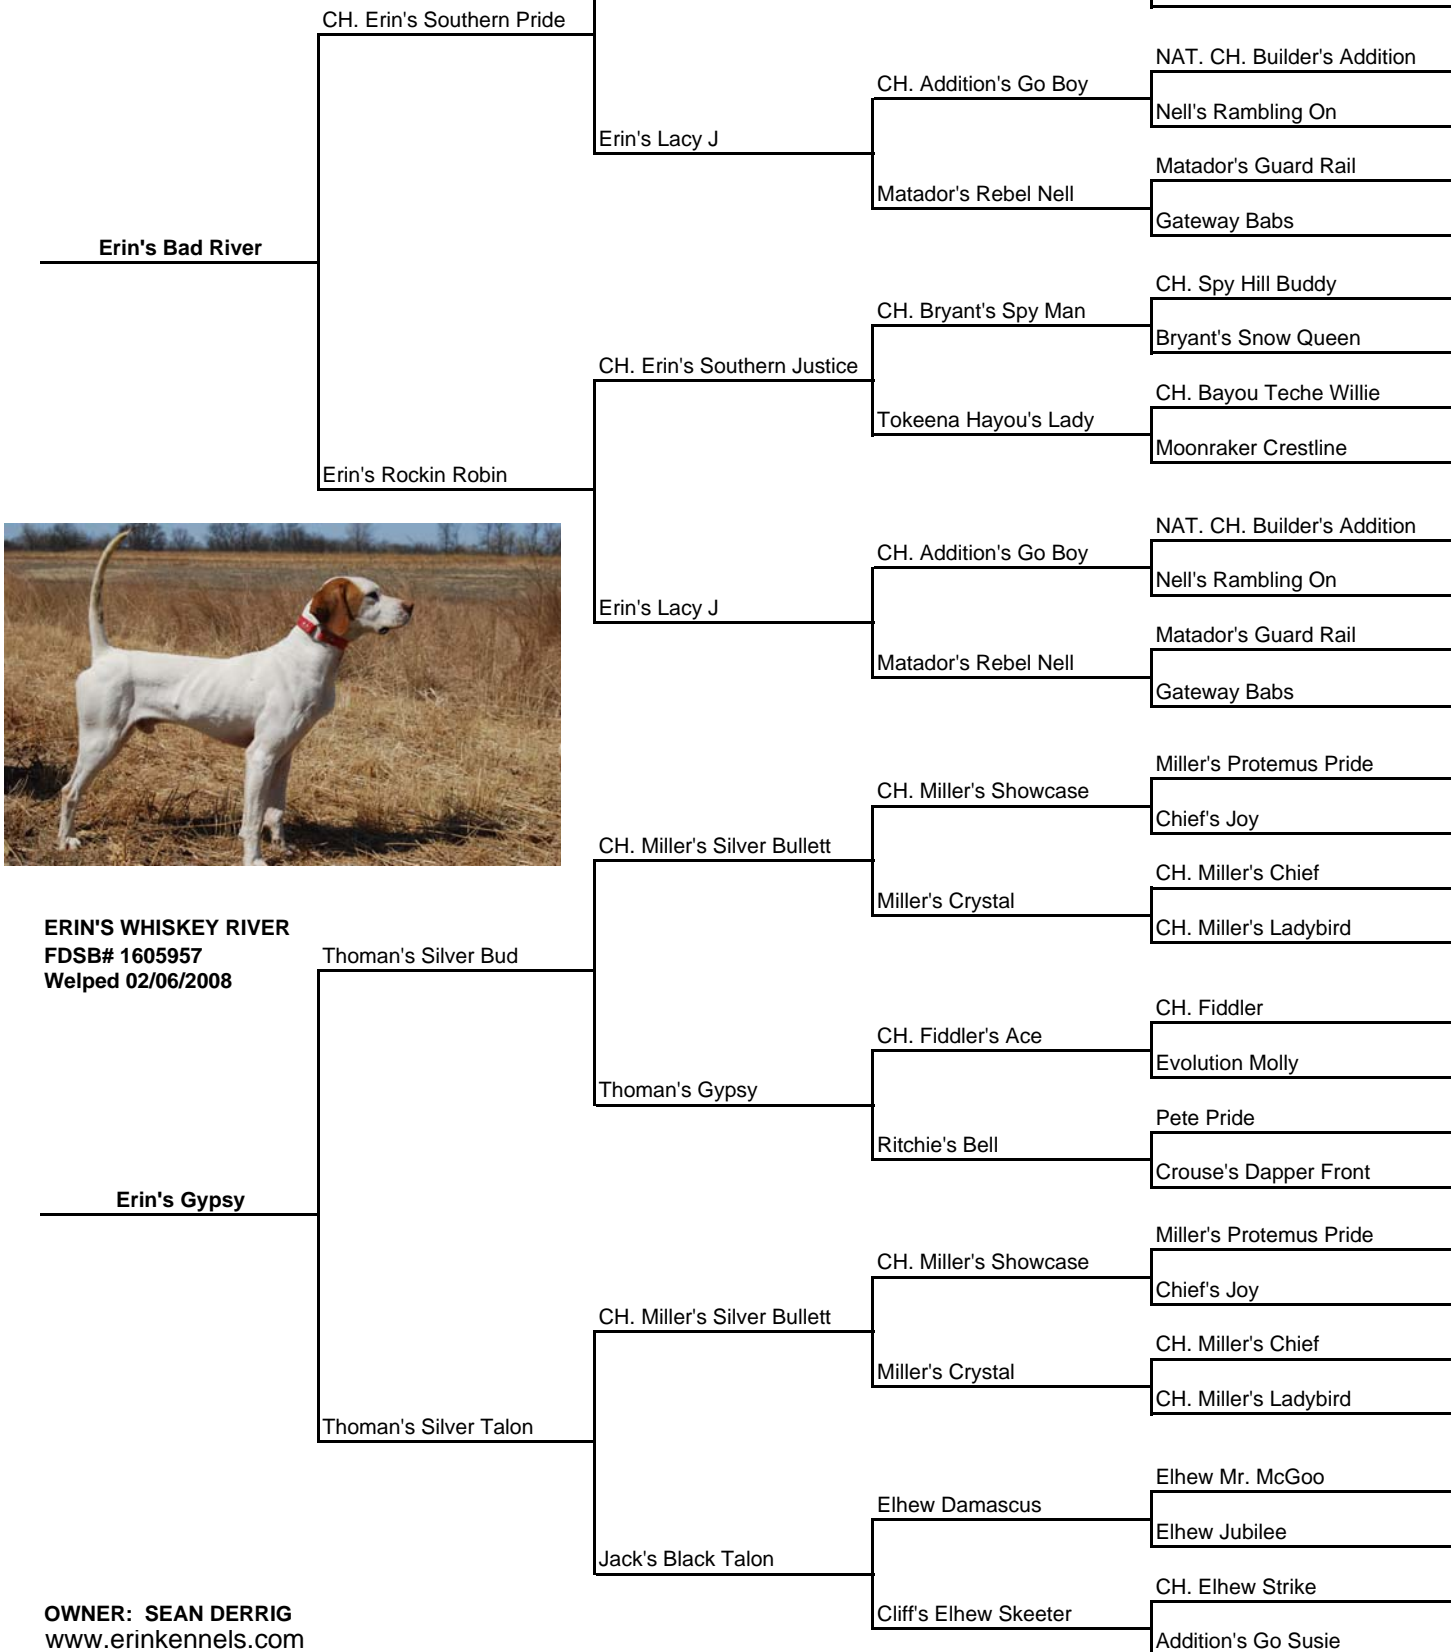 CH. Erin's Southern Pride
NAT. CH. Builder's Addition
CH. Addition's Go Boy
Nell's Rambling On
Erin's Lacy J
Matador's Guard Rail
Matador's Rebel Nell
Gateway Babs
Erin's Bad River
CH. Spy Hill Buddy
CH. Bryant's Spy Man
Bryant's Snow Queen
CH. Erin's Southern Justice
CH. Bayou Teche Willie
Tokeena Hayou's Lady
Moonraker Crestline
Erin's Rockin Robin
NAT. CH. Builder's Addition
CH. Addition's Go Boy
Nell's Rambling On
Erin's Lacy J
Matador's Guard Rail
Matador's Rebel Nell
Gateway Babs
Miller's Protemus Pride
CH. Miller's Showcase
Chief's Joy
CH. Miller's Silver Bullett
CH. Miller's Chief
Miller's Crystal
CH. Miller's Ladybird
ERIN'S WHISKEY RIVER
FDSB# 1605957
Welped 02/06/2008
Thoman's Silver Bud
CH. Fiddler
CH. Fiddler's Ace
Evolution Molly
Thoman's Gypsy
Pete Pride
Ritchie's Bell
Crouse's Dapper Front
Erin's Gypsy
Miller's Protemus Pride
CH. Miller's Showcase
Chief's Joy
CH. Miller's Silver Bullett
CH. Miller's Chief
Miller's Crystal
CH. Miller's Ladybird
Thoman's Silver Talon
Elhew Mr. McGoo
Elhew Damascus
Elhew Jubilee
Jack's Black Talon
CH. Elhew Strike
Cliff's Elhew Skeeter
Addition's Go Susie
OWNER: SEAN DERRIG
www.erinkennels.com